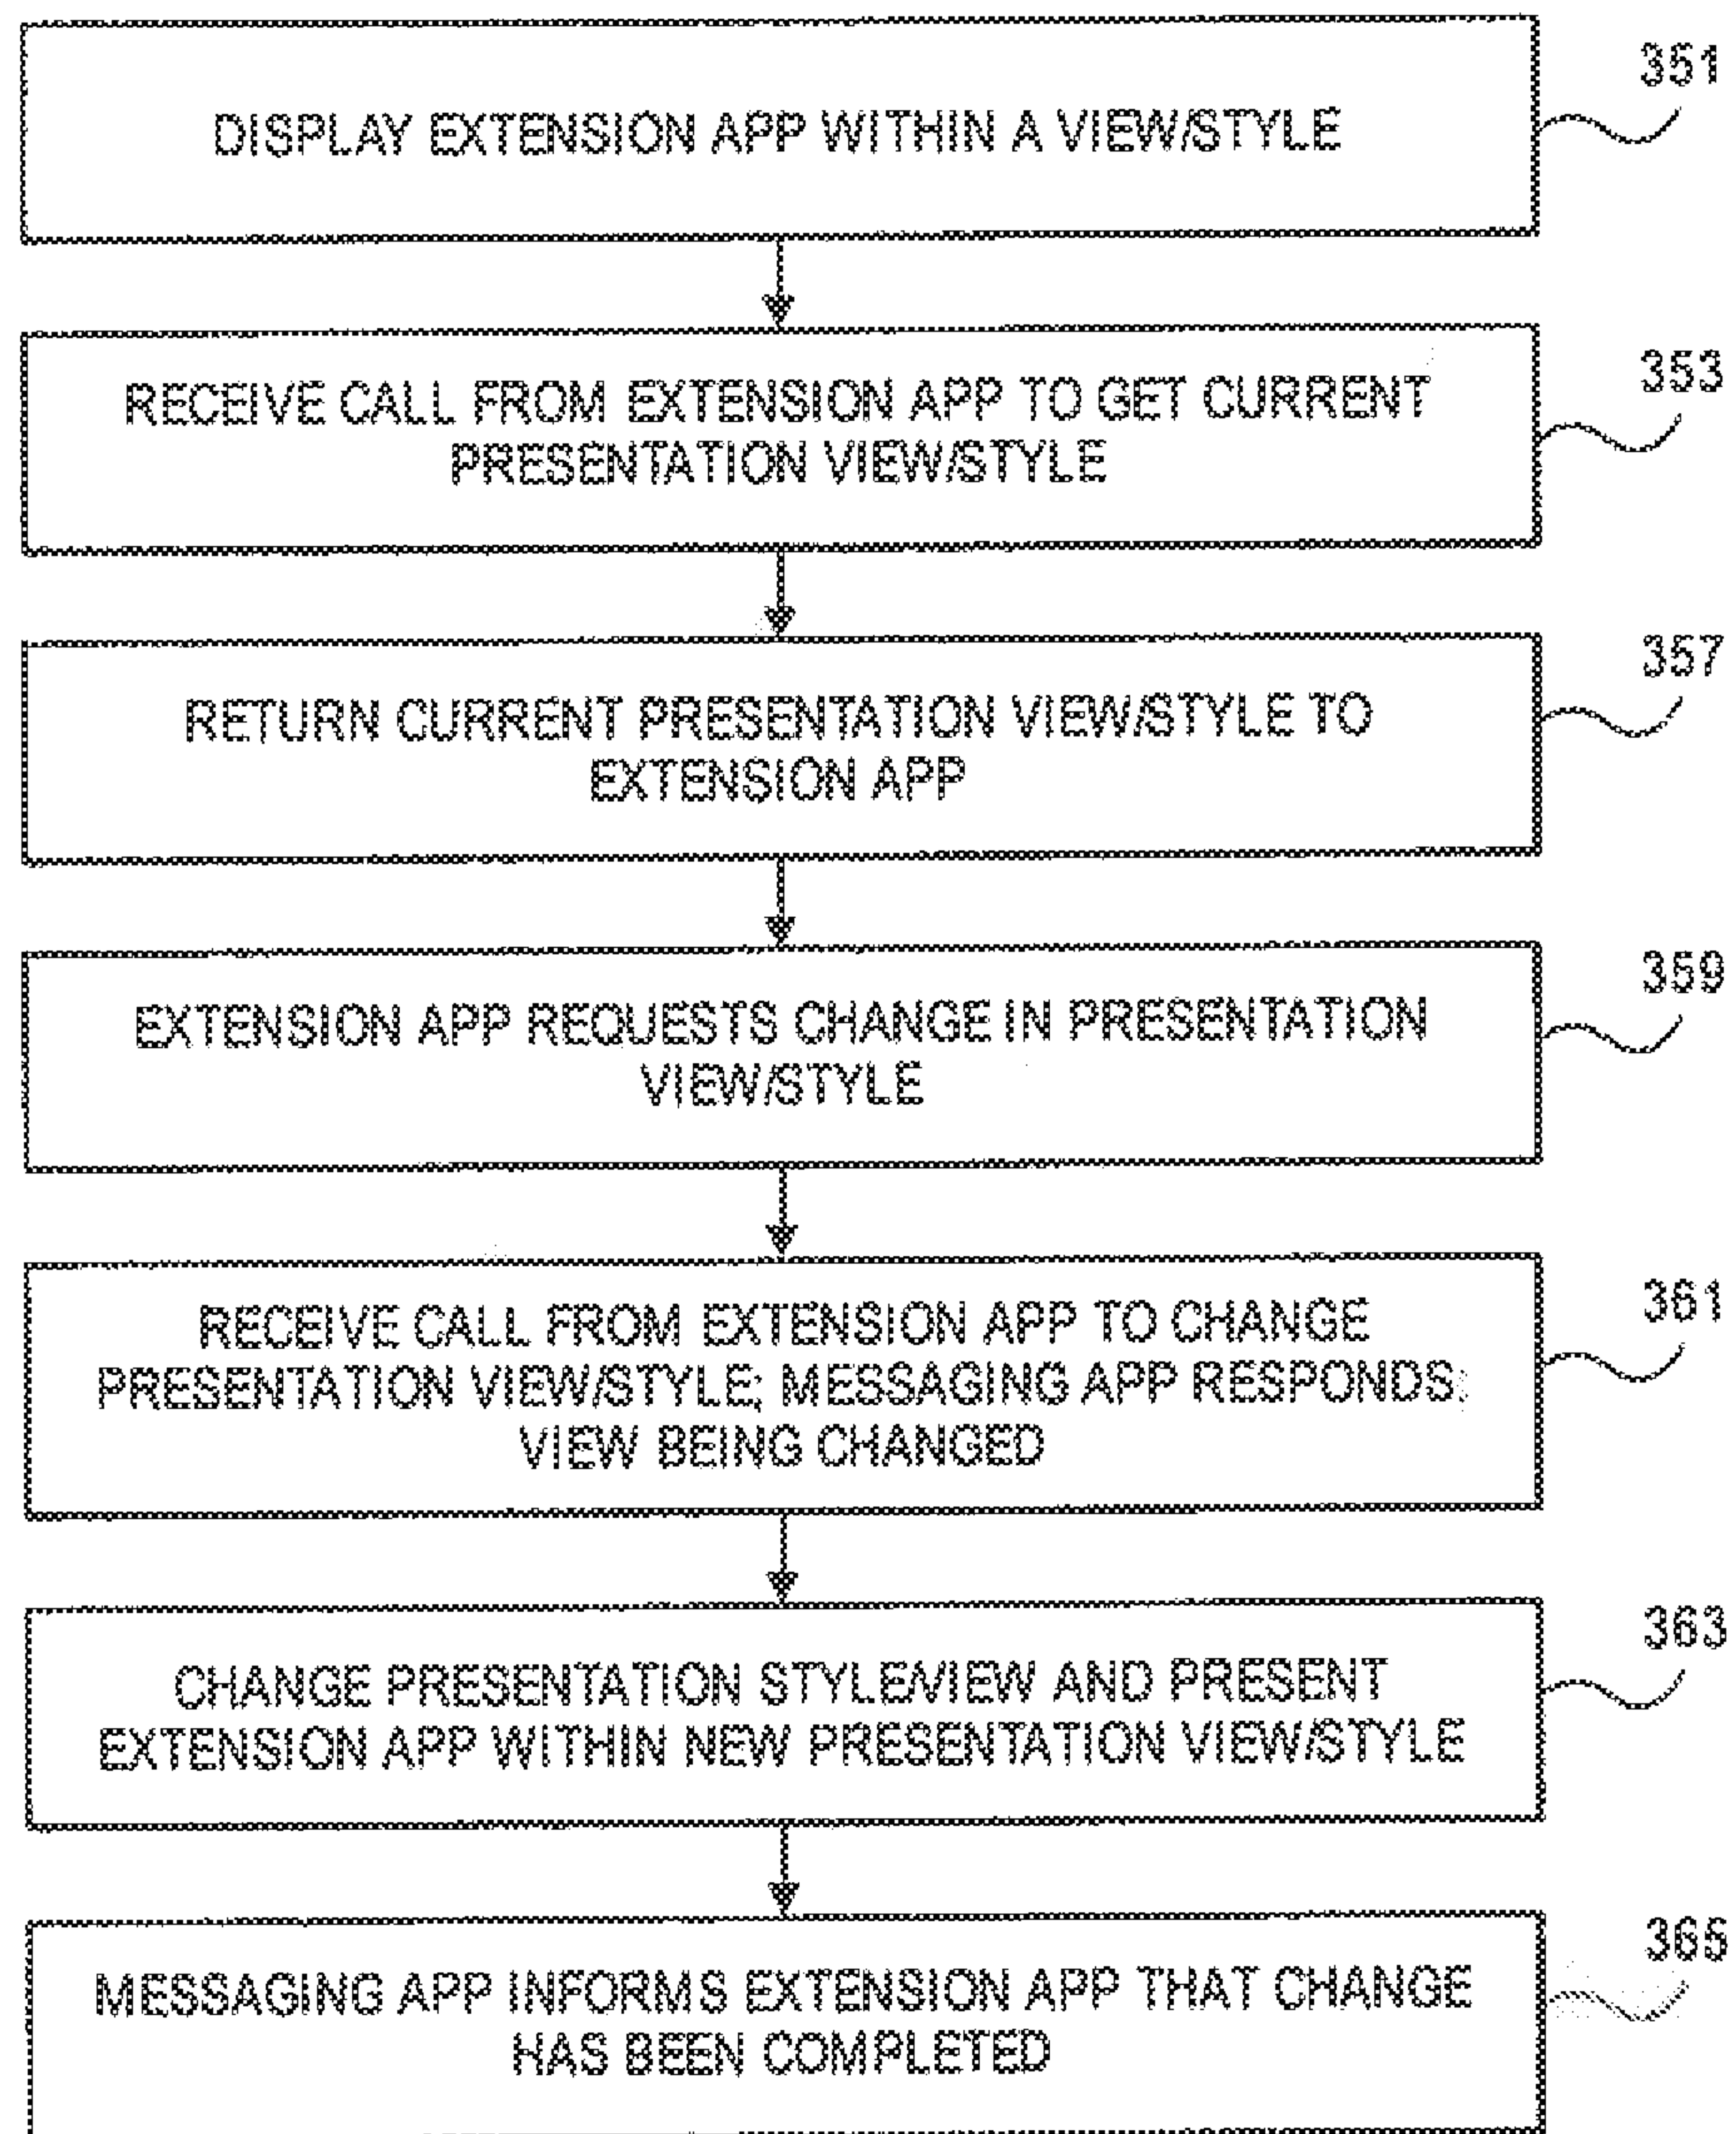 DISPLAY EXTENSION APP WITHIN A VIEW/STYLE
351
RECEIVE CALL FROM EXTENSION APP TO GET CURRENT
PRESENTATION VIEW/STYLE
353
RETURN CURRENT PRESENTATION VIEW/STYLE TO
EXTENSION APP
357
EXTENSION APP REQUESTS CHANGE IN PRESENTATION
VIEW/STYLE
359
RECEIVE CALL FROM EXTENSION APP TO CHANGE
PRESENTATION VIEW/STYLE; MESSAGING APP RESPONDS:
VIEW BEING CHANGED
361
CHANGE PRESENTATION STYLE/VIEW AND PRESENT
EXTENSION APP WITHIN NEW PRESENTATION VIEW/STYLE
363
MESSAGING APP INFORMS EXTENSION APP THAT CHANGE
HAS BEEN COMPLETED
365